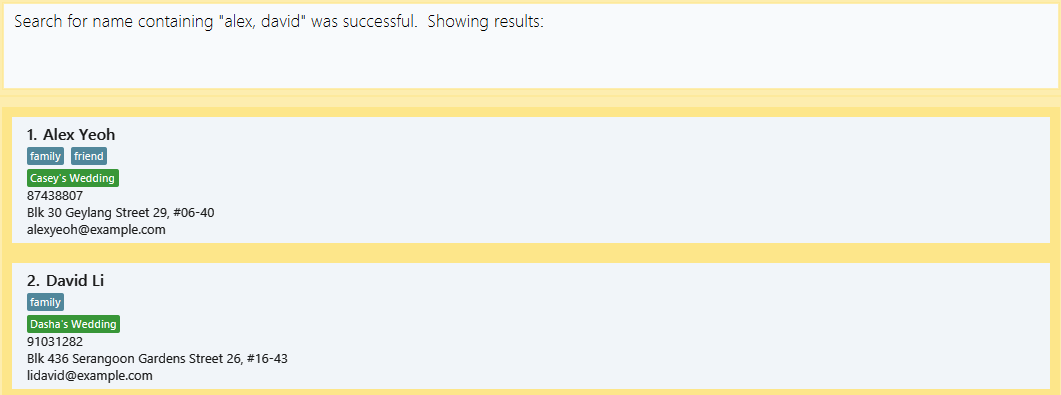 Search for name containing "alex, david" was successful.  Showing results:
1. Alex Yeoh
family friend
Casey's Wedding
87438807
Blk 30 Geylang Street 29, #06-40
alexyeoh@example.com
2. David Li
family
Dasha's Wedding
91031282
Blk 436 Serangoon Gardens Street 26, #16-43
lidavid@example.com